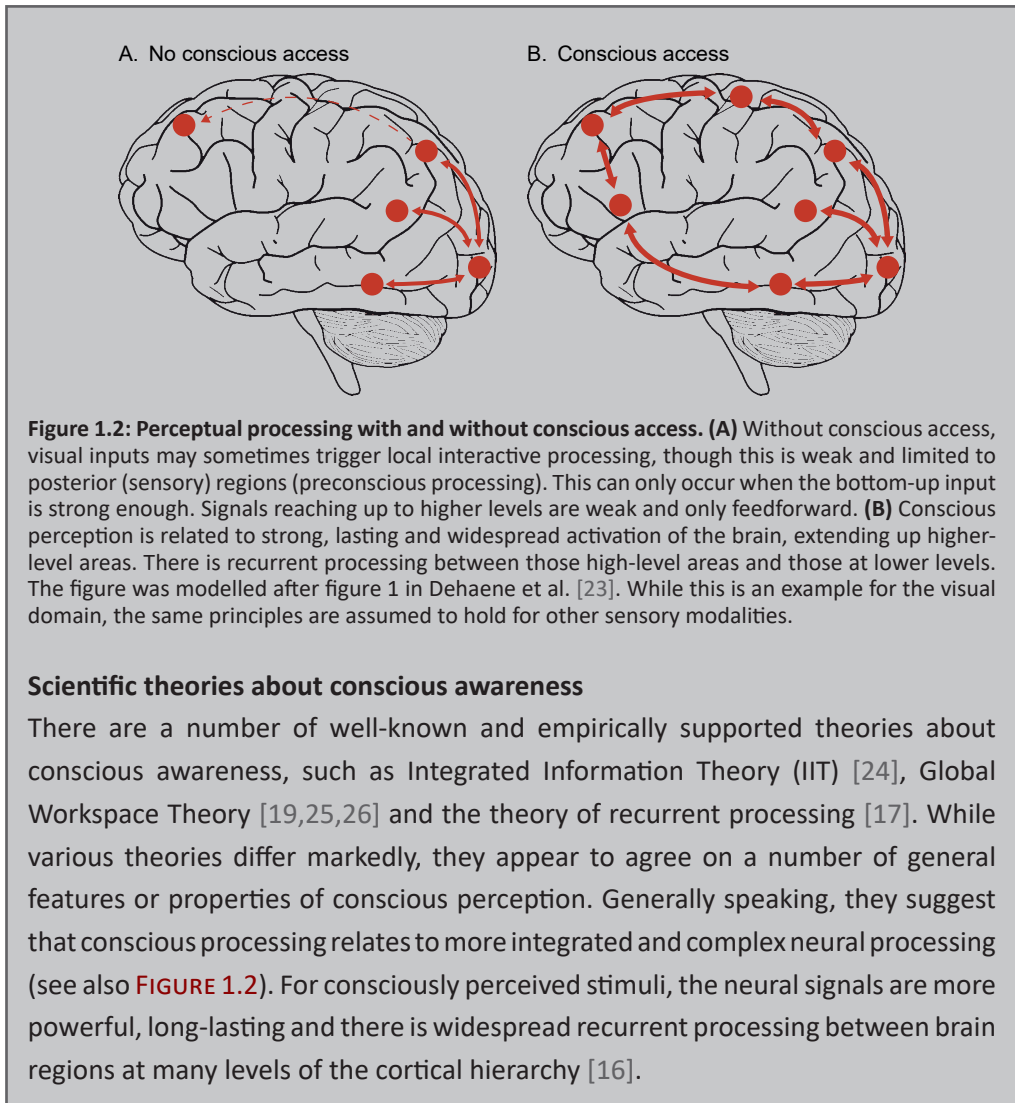 A. No conscious access
B. Conscious access
Figure 1.2: Perceptual processing with and without conscious access. (A) Without conscious access,
visual inputs may sometimes trigger local interactive processing, though this is weak and limited to
posterior (sensory) regions (preconscious processing). This can only occur when the bottom-up input
is strong enough. Signals reaching up to higher levels are weak and only feedforward. (B) Conscious
perception is related to strong, lasting and widespread activation of the brain, extending up higher-
level areas. There is recurrent processing between those high-level areas and those at lower levels.
The figure was modelled after figure 1 in Dehaene et al. [23]. While this is an example for the visual
domain, the same principles are assumed to hold for other sensory modalities.
Scientific theories about conscious awareness
There are a number of well-known and empirically supported theories about
conscious awareness, such as Integrated Information Theory (IIT) [24], Global
Workspace Theory [19,25,26] and the theory of recurrent processing [17]. While
various theories differ markedly, they appear to agree on a number of general
features or properties of conscious perception. Generally speaking, they suggest
that conscious processing relates to more integrated and complex neural processing
(see also FIGURE 1.2). For consciously perceived stimuli, the neural signals are more
powerful, long-lasting and there is widespread recurrent processing between brain
regions at many levels of the cortical hierarchy [16].